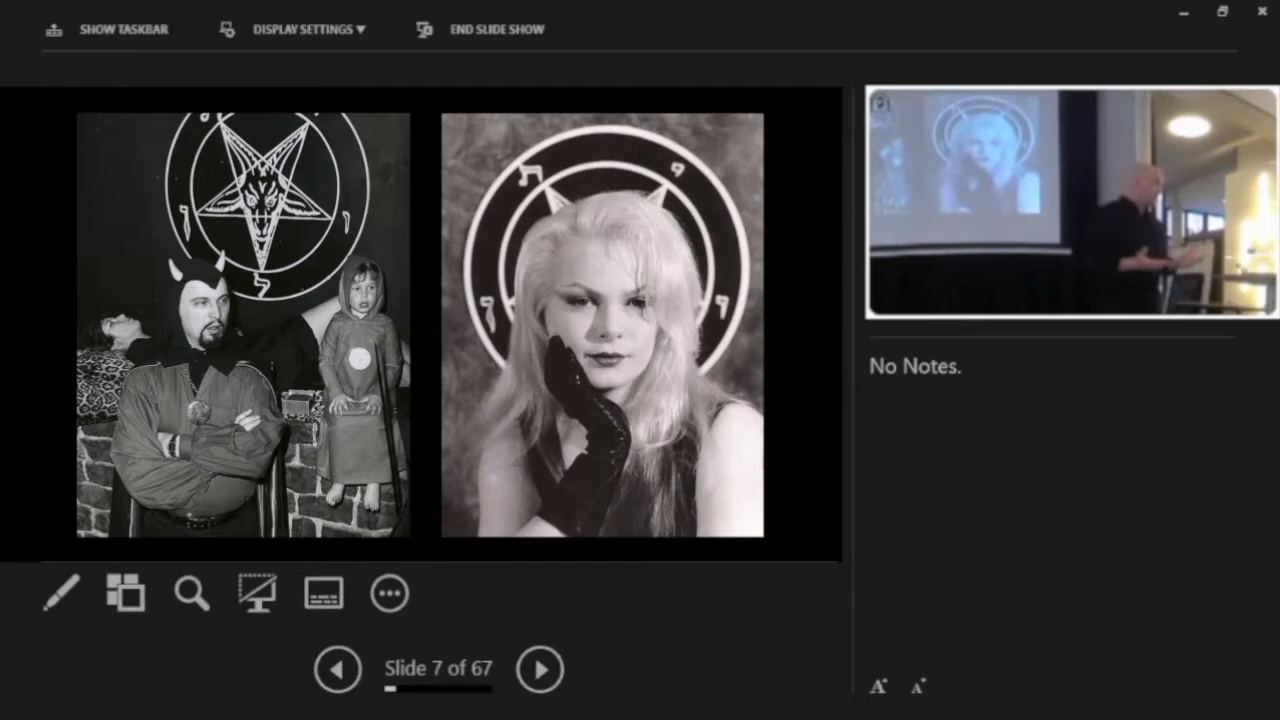 SHOW TASKBAR
DISPLAY SETTINGS
END SLIDE SHOW
ן
ו
ל
ת
י
ן
ו
No Notes.
Slide 7 of 67
A A